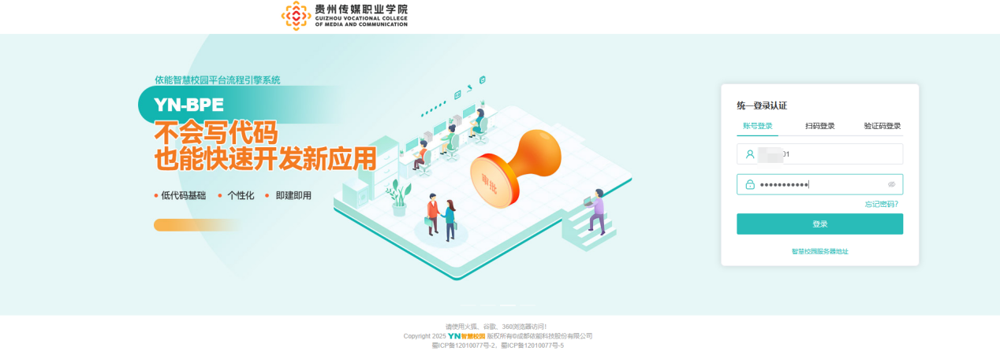 贵州传媒职业学院
GUIZHOU VOCATIONAL COLLEGE
OF MEDIA AND COMMUNICATION
依能智慧校园平台流程引擎系统
YN-BPE
不会写代码
也能快速开发新应用
低代码基础 个性化 即建即用
审批
统一登录认证
账号登录 扫码登录 验证码登录
01
忘记密码?
登录
智慧校园服务器地址
请使用火狐、谷歌、360浏览器访问!
Copyright 2025 YN智慧校园 版权所有©成都依能科技股份有限公司
蜀ICP备12010077号-2、蜀ICP备12010077号-5